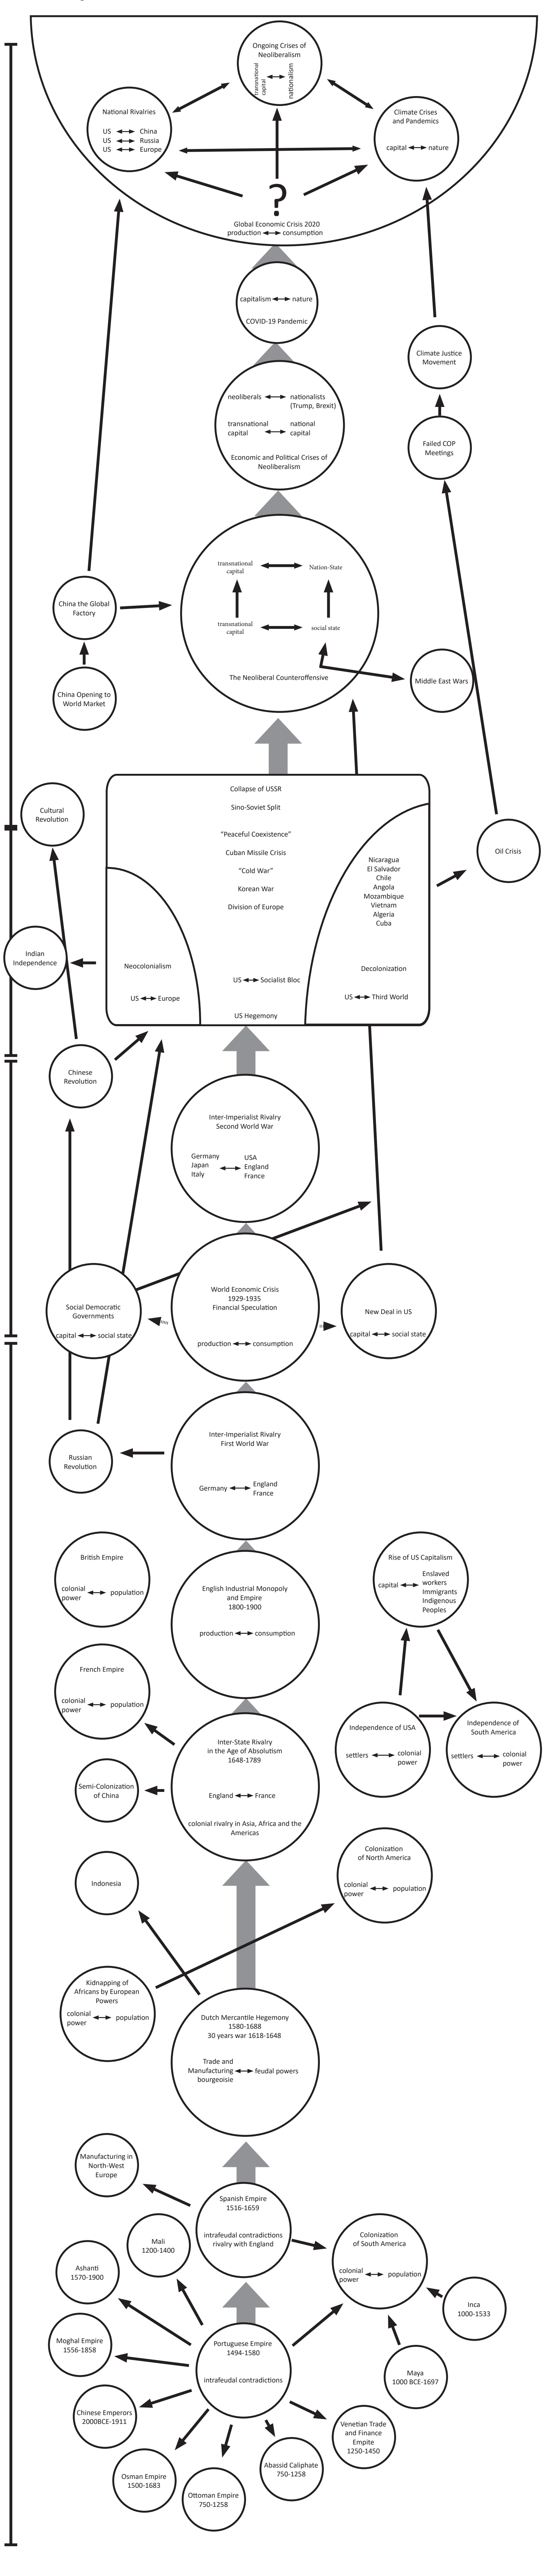 Ongoing Crises of
Neoliberalism
transnational
capital
nationalism
National Rivalries
US China
US Russia
US Europe
Climate Crises
and Pandemics
capital nature
?
Global Economic Crisis 2020
production consumption
capitalism nature
COVID-19 Pandemic
Climate Justice
Movement
neoliberals nationalists
(Trump, Brexit)
transnational national
capital capital
Economic and Political Crises of
Neoliberalism
Failed COP
Meetings
transnational
capital
Nation-State
transnational
capital
social state
The Neoliberal Counteroffensive
China the Global
Factory
China Opening to
World Market
Middle East Wars
Cultural
Revolution
Oil Crisis
Collapse of USSR
Sino-Soviet Split
"Peaceful Coexistence"
Cuban Missile Crisis
"Cold War"
Korean War
Division of Europe
US Socialist Bloc
US Hegemony
Nicaragua
El Salvador
Chile
Angola
Mozambique
Vietnam
Algeria
Cuba
Decolonization
US Third World
Neocolonialism
US Europe
Indian
Independence
Chinese
Revolution
Inter-Imperialist Rivalry
Second World War
Germany USA
Japan England
Italy France
World Economic Crisis
1929-1935
Financial Speculation
production consumption
Social Democratic
Governments
capital social state
New Deal in US
capital social state
Inter-Imperialist Rivalry
First World War
Germany England
France
Russian
Revolution
British Empire
colonial
power
population
English Industrial Monopoly
and Empire
1800-1900
production consumption
Rise of US Capitalism
capital
Enslaved
workers
Immigrants
Indigenous
Peoples
French Empire
colonial
power
population
Inter-State Rivalry
in the Age of Absolutism
1648-1789
England France
colonial rivalry in Asia, Africa and the
Americas
Independence of USA
settlers colonial
power
Independence of
South America
settlers colonial
power
Semi-Colonization
of China
Indonesia
Colonization
of North America
colonial
power
population
Kidnapping of
Africans by European
Powers
colonial
power
population
Dutch Mercantile Hegemony
1580-1688
30 years war 1618-1648
Trade and
Manufacturing
bourgeoisie
feudal powers
Manufacturing in
North-West
Europe
Spanish Empire
1516-1659
intrafeudal contradictions
rivalry with England
Mali
1200-1400
Colonization
of South America
colonial
power
population
Ashanti
1570-1900
Inca
1000-1533
Moghal Empire
1556-1858
Portuguese Empire
1494-1580
intrafeudal contradictions
Maya
1000 BCE-1697
Chinese Emperors
2000BCE-1911
Venetian Trade
and Finance
Empite
1250-1450
Osman Empire
1500-1683
Ottoman Empire
750-1258
Abassid Caliphate
750-1258